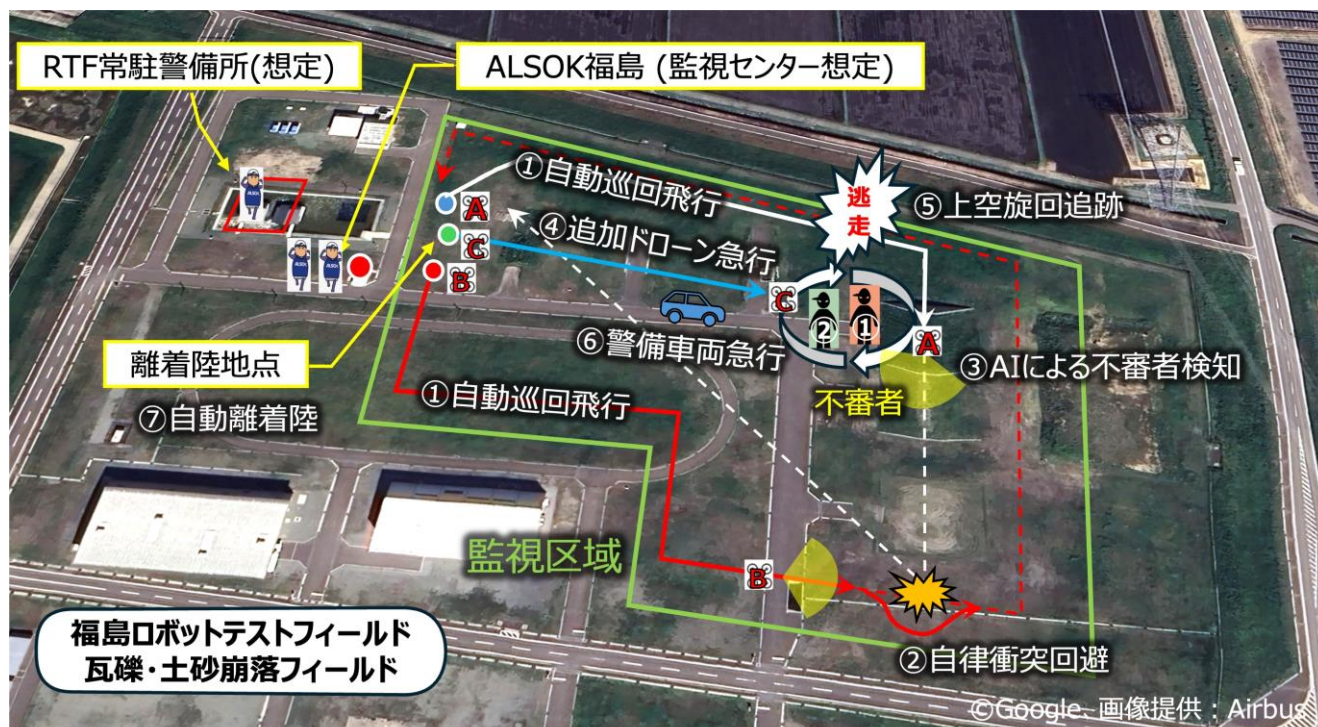 RTF常駐警備所(想定)
ALSOK福島 (監視センター想定)
①自動巡回飛行
逃走
⑤上空旋回追跡
A
④追加ドローン急行
C
B
C
②
①
A
離着陸地点
⑥警備車両急行
③AIによる不審者検知
不審者
①自動巡回飛行
⑦自動離着陸
監視区域
B
福島ロボットテストフィールド
瓦礫・土砂崩落フィールド
②自律衝突回避
©Google、画像提供：Airbus